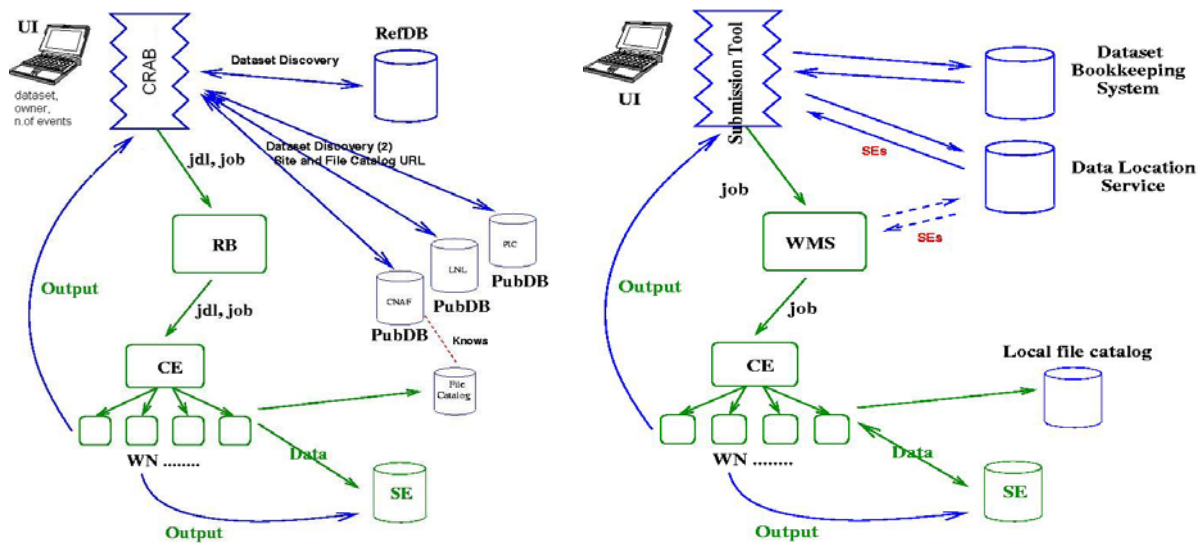 UI
dataset,
owner,
n.of events
CRAB
Dataset Discovery
RefDB
jdl, job
Dataset Discovery (2)
Site and File Catalog URL
RB
PIC
PubDB
LNL
PubDB
CNAF
PubDB
Output
jdl, job
Knows
CE
File
Catalog
WN ........
Data
SE
Output
UI
Submission Tool
Dataset
Bookkeeping
System
SEs
Data Location
Service
job
WMS
SEs
Output
job
CE
Local file catalog
WN ........
Data
SE
Output